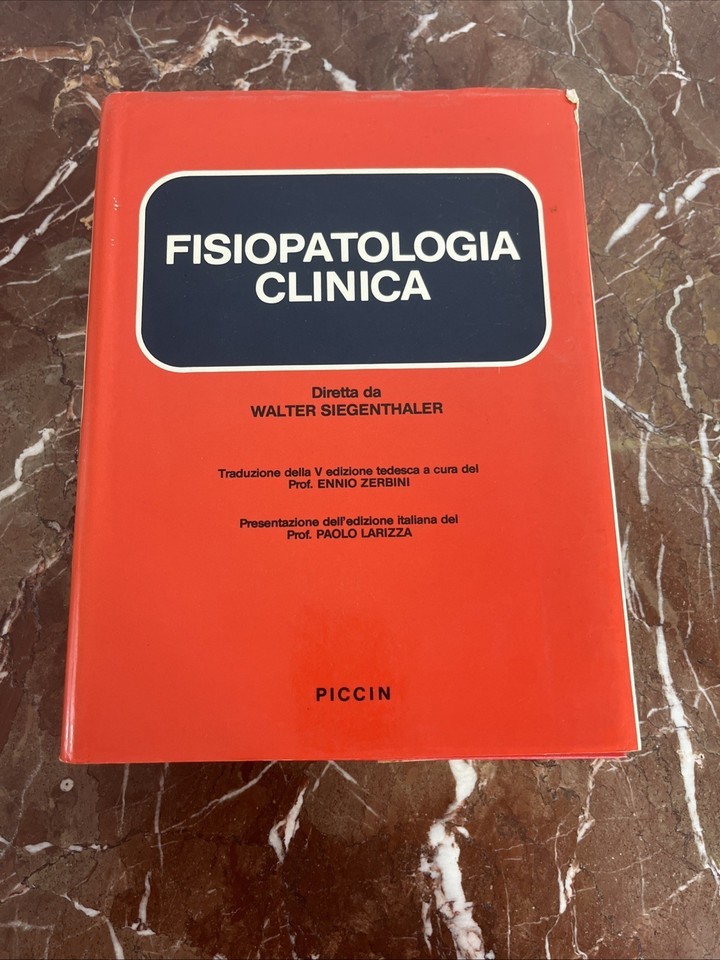 FISIOPATOLOGIA
CLINICA
Diretta da
WALTER SIEGENTHALER
Traduzione della V edizione tedesca a cura del
Prof. ENNIO ZERBINI
Presentazione dell'edizione italiana del
Prof. PAOLO LARIZZA
PICCIN